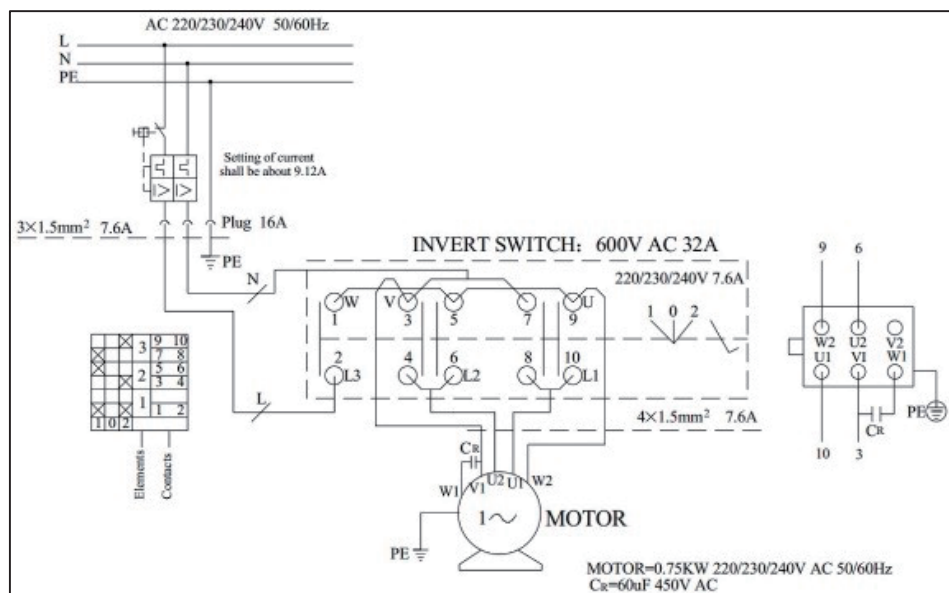 AC 220/230/240V 50/60Hz
L
N
PE
Setting of current
shall be about 9.12A
Plug 16A
3×1.5mm² 7.6A
PE
INVERT SWITCH: 600V AC 32A
N
220/230/240V 7.6A
W V U
1 3 5 7 9
1 0 2
2 4 6 8 10
L3 L2 L1
L
4×1.5mm² 7.6A
3 9 10
7 8
2 5 6
3 4
1
1 2
1 0 2
Elements
Contacts
9 6
W2 U2 V2
U1 V1 W1
PE
CR
10 3
CR
W1 V1 U2 U1 W2
1
MOTOR
PE
MOTOR=0.75KW 220/230/240V AC 50/60Hz
CR=60uF 450V AC